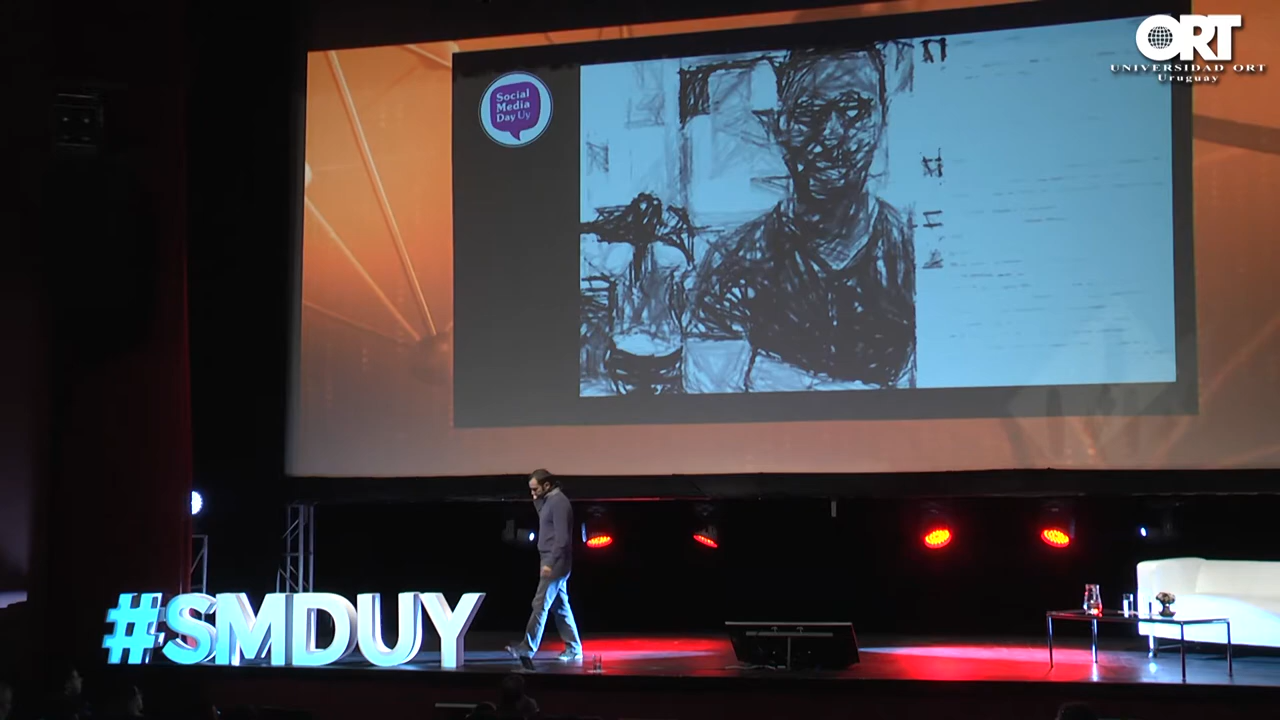 Social
Media
Day Uy
ORT
UNIVERSIDAD ORT
Uruguay
#SMDUY